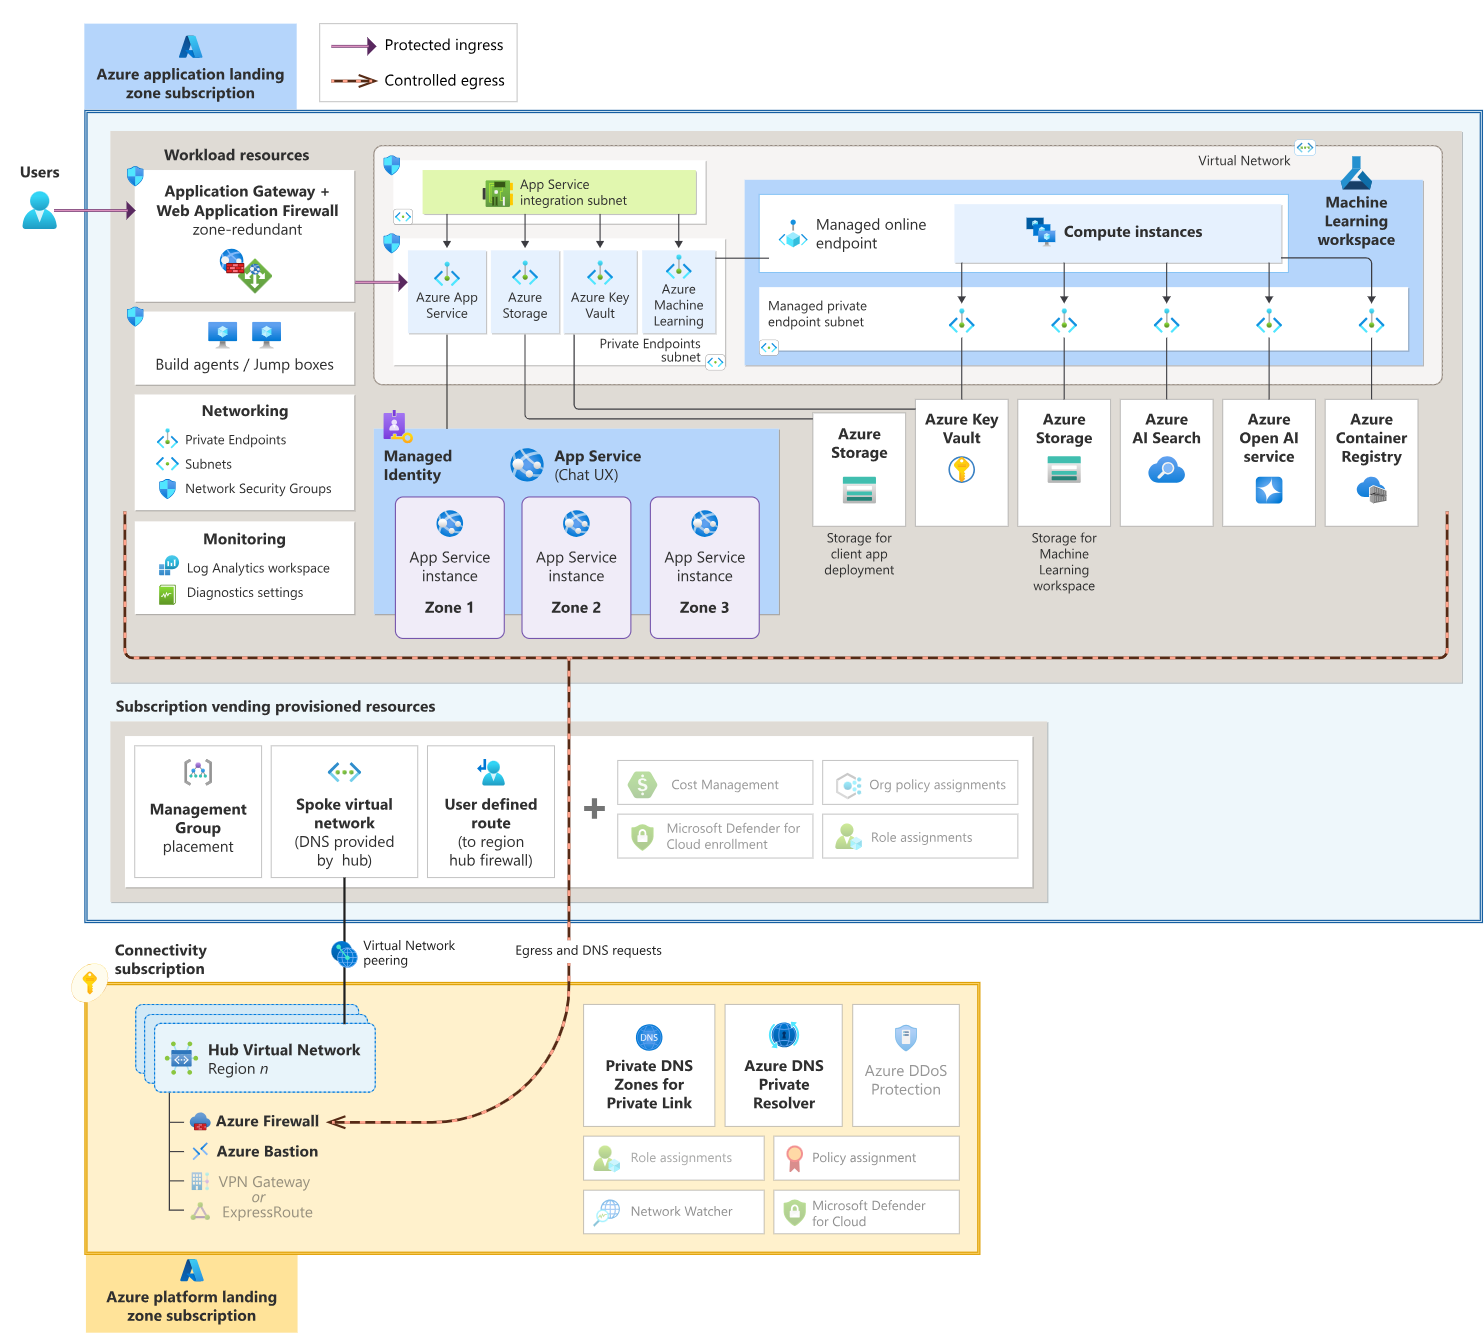 Azure application landing
zone subscription
Protected ingress
Controlled egress
Users
Workload resources
Application Gateway +
Web Application Firewall
zone-redundant
Build agents / Jump boxes
Networking
Private Endpoints
Subnets
Network Security Groups
Monitoring
Log Analytics workspace
Diagnostics settings
Virtual Network
App Service
integration subnet
Azure App
Service
Azure
Storage
Azure Key
Vault
Azure
Machine
Learning
Private Endpoints
subnet
Machine
Learning
workspace
Managed online
endpoint
Compute instances
Managed private
endpoint subnet
Managed
Identity
App Service
(Chat UX)
App Service
instance
Zone 1
App Service
instance
Zone 2
App Service
instance
Zone 3
Azure
Storage
Storage for
client app
deployment
Azure Key
Vault
Azure
Storage
Storage for
Machine
Learning
workspace
Azure
AI Search
Azure
Open AI
service
Azure
Container
Registry
Subscription vending provisioned resources
Management
Group
placement
Spoke virtual
network
(DNS provided
by hub)
User defined
route
(to region
hub firewall)
+
$
Cost Management
Org policy assignments
Microsoft Defender for
Cloud enrollment
Role assignments
Virtual Network
peering
Egress and DNS requests
Connectivity
subscription
Hub Virtual Network
Region n
Azure Firewall
Azure Bastion
VPN Gateway
or
ExpressRoute
DNS
Private DNS
Zones for
Private Link
Azure DNS
Private
Resolver
Azure DDoS
Protection
Role assignments
Policy assignment
Network Watcher
Microsoft Defender
for Cloud
Azure platform landing
zone subscription